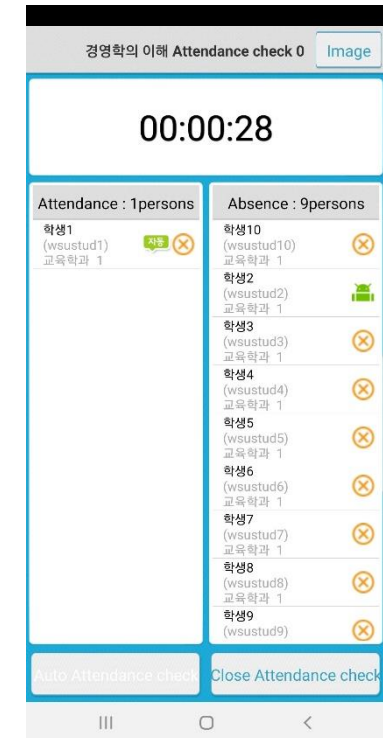 경영학의 이해 Attendance check 0
Image
00:00:28
Attendance : 1persons
학생1
(wsustud1)
교육학과 1
자동
Absence : 9persons
학생10
(wsustud10)
교육학과 1
학생2
(wsustud2)
교육학과 1
학생3
(wsustud3)
교육학과 1
학생4
(wsustud4)
교육학과 1
학생5
(wsustud5)
교육학과 1
학생6
(wsustud6)
교육학과 1
학생7
(wsustud7)
교육학과 1
학생8
(wsustud8)
교육학과 1
학생9
(wsustud9)
Auto Attendance check
Close Attendance check